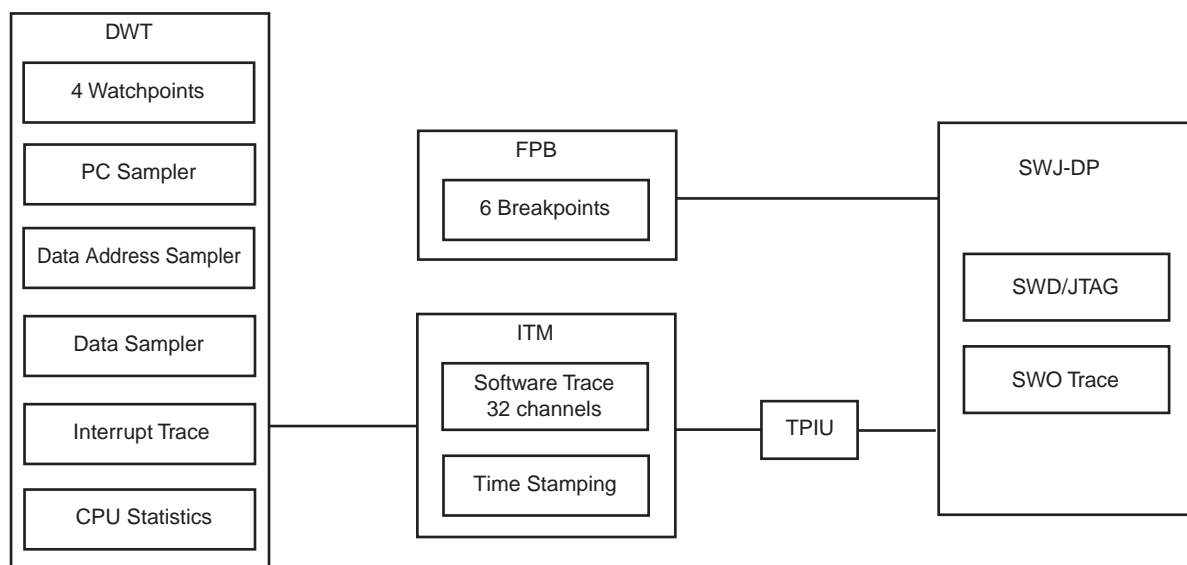 DWT
4 Watchpoints
PC Sampler
Data Address Sampler
Data Sampler
Interrupt Trace
CPU Statistics
FPB
6 Breakpoints
ITM
Software Trace
32 channels
Time Stamping
TPIU
SWJ-DP
SWD/JTAG
SWO Trace